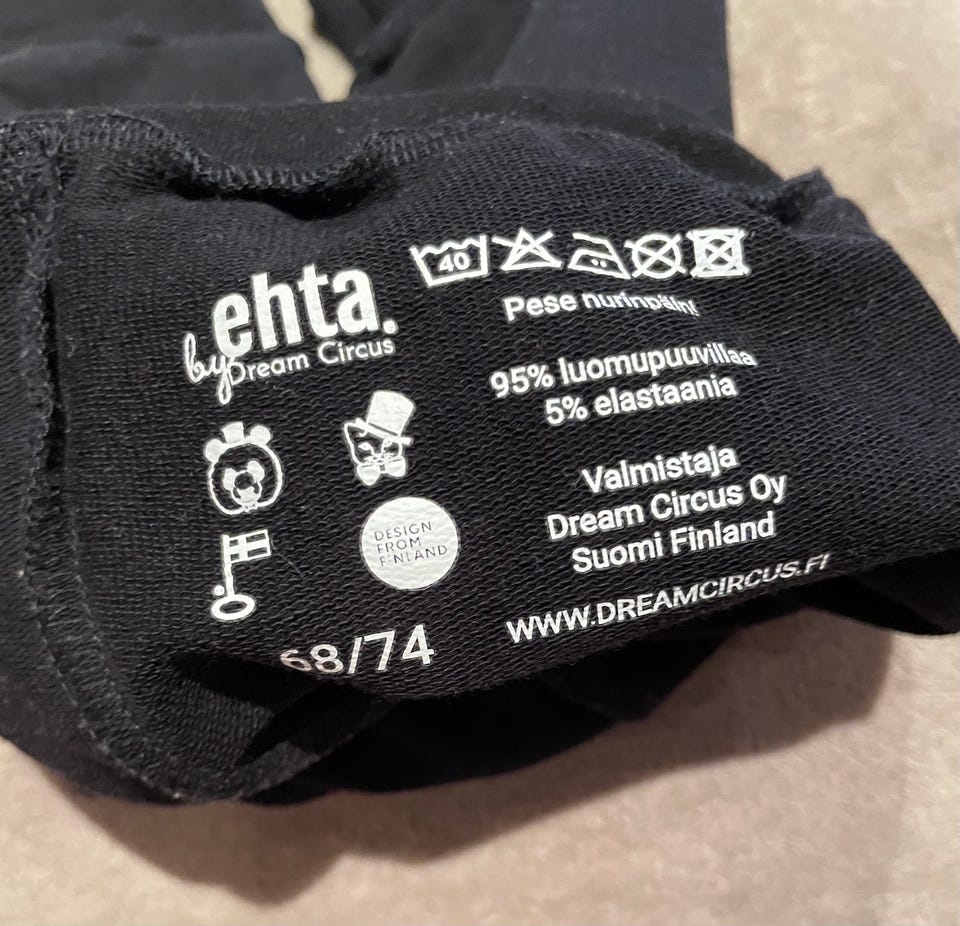 ehta.
by Dream Circus
DESIGN
FROM
FINLAND
68/74
40
Pese nurinpäin!
95% luomupuuvillaa
5% elastaania
Valmistaja
Dream Circus Oy
Suomi Finland
WWW.DREAMCIRCUS.FI